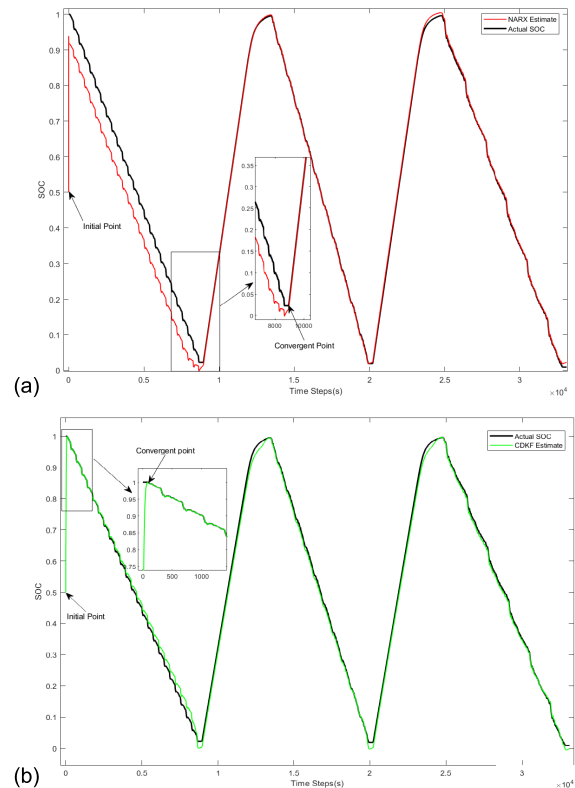 1
0.9
0.8
0.7
0.6
0.5
0.4
0.3
0.2
0.1
0
SOC
NARX Estimate
Actual SOC
Initial Point
0.35
0.3
0.25
0.2
0.15
0.1
0.05
0
8000 9000 10000
Convergent Point
0 0.5 1 1.5 2 2.5 3
Time Steps(s)
×10⁴
(a)
1
0.9
0.8
0.7
0.6
0.5
0.4
0.3
0.2
0.1
0
SOC
Actual SOC
CDKF Estimate
Convergent point
1
0.95
0.9
0.85
0.8
0.75
0 500 1000
Initial Point
0 0.5 1 1.5 2 2.5 3
Time Steps(s)
×10⁴
(b)